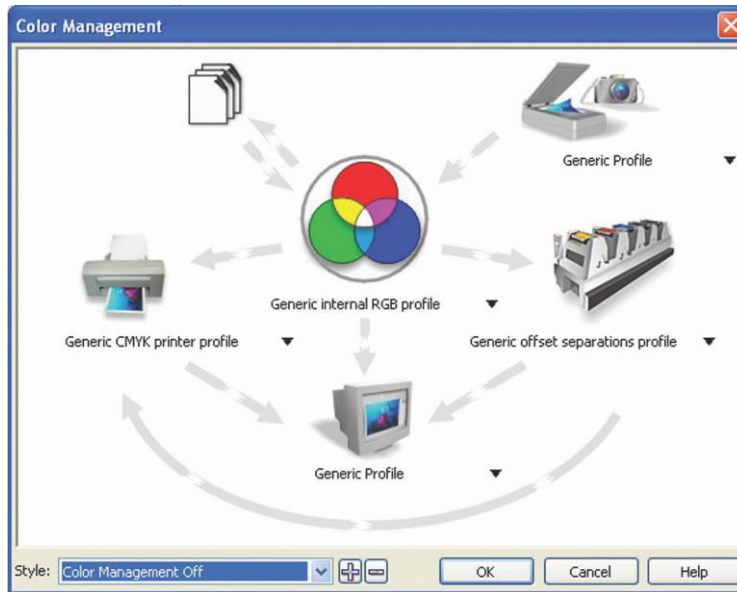 Color Management
Generic Profile
Generic internal RGB profile
Generic CMYK printer profile
Generic offset separations profile
Generic Profile
Style: Color Management Off
OK
Cancel
Help